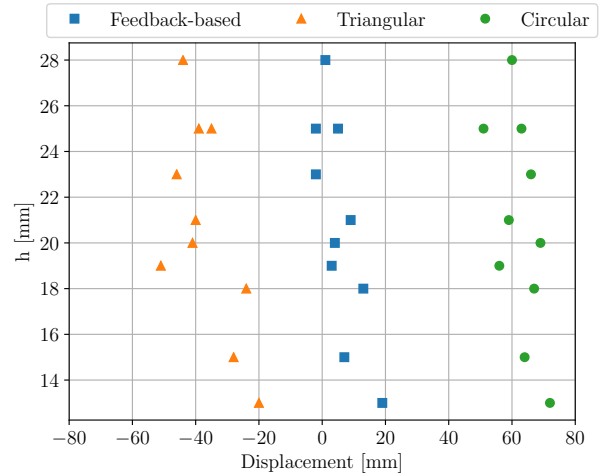 Feedback-based Triangular Circular
28
26
24
22
20
18
16
14
h [mm]
−80 −60 −40 −20 0 20 40 60 80
Displacement [mm]